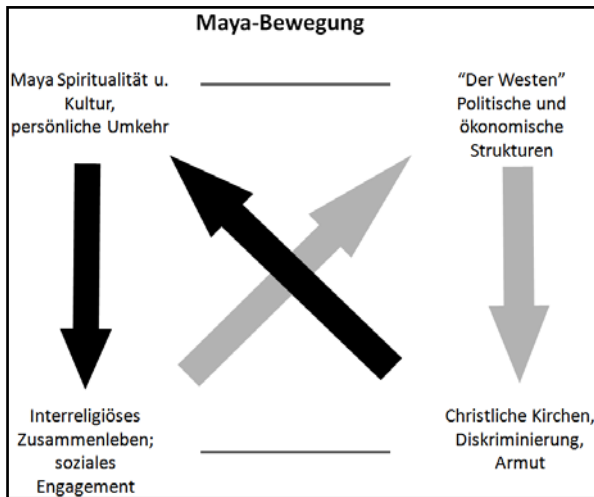 Maya-Bewegung
Maya Spiritualität u.
Kultur,
persönliche Umkehr
“Der Westen”
Politische und
ökonomische
Strukturen
Interreligiöses
Zusammenleben;
soziales
Engagement
Christliche Kirchen,
Diskriminierung,
Armut